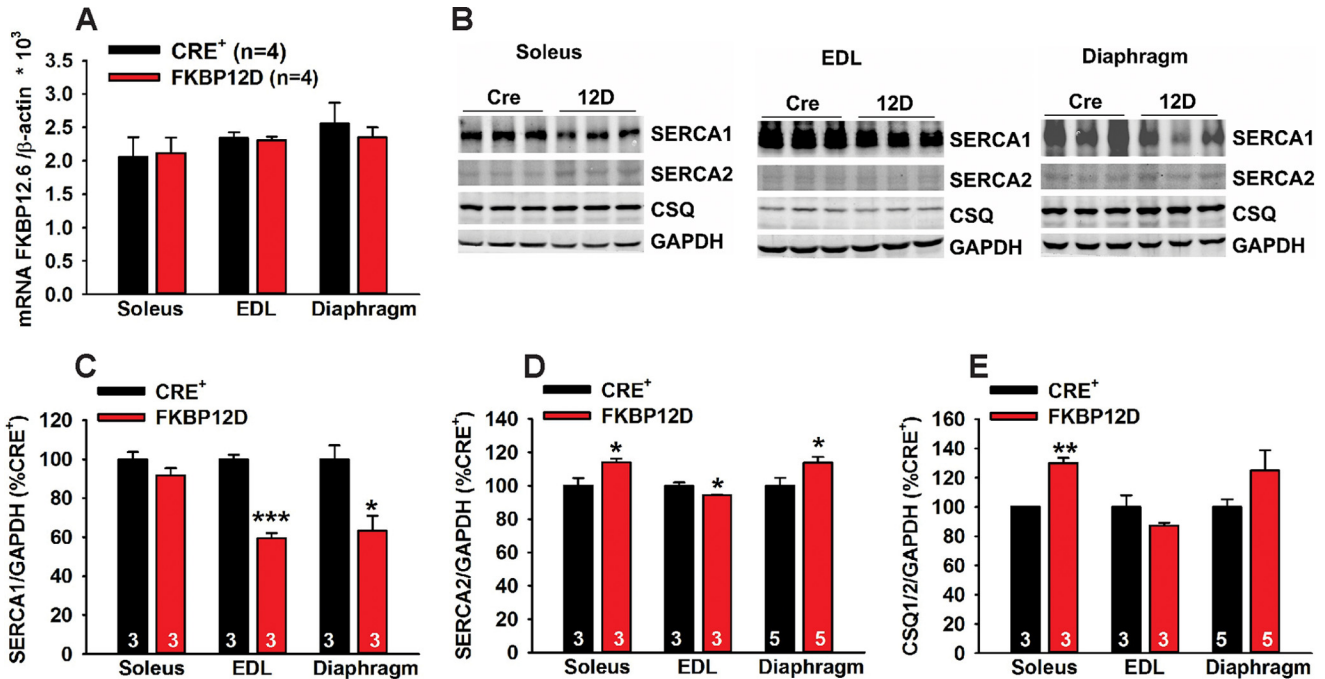 A
mRNA FKBP12.6 /β-actin * 10³
CRE⁺ (n=4)
FKBP12D (n=4)
3.5
3.0
2.5
2.0
1.5
1.0
0.5
0.0
Soleus EDL Diaphragm
B
Soleus
Cre 12D
SERCA1
SERCA2
CSQ
GAPDH
EDL
Cre 12D
SERCA1
SERCA2
CSQ
GAPDH
Diaphragm
Cre 12D
SERCA1
SERCA2
CSQ
GAPDH
C
SERCA1/GAPDH (%CRE⁺)
CRE⁺
FKBP12D
120
100
80
60
40
20
0
*** *
3 3 3 3 3 3
Soleus EDL Diaphragm
D
SERCA2/GAPDH (%CRE⁺)
CRE⁺
FKBP12D
140
120
100
80
60
40
20
0
* * *
3 3 3 3 5 5
Soleus EDL Diaphragm
E
CSQ1/2/GAPDH (%CRE⁺)
CRE⁺
FKBP12D
160
140
120
100
80
60
40
20
0
**
3 3 3 3 5 5
Soleus EDL Diaphragm